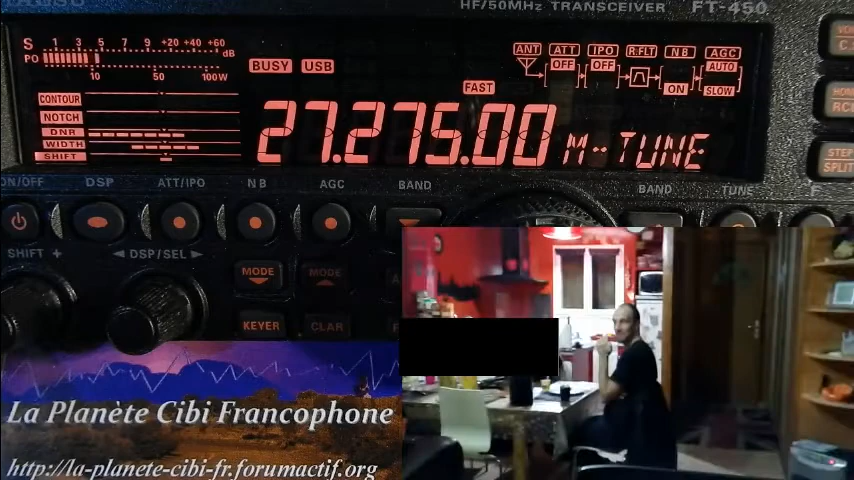 HF/50MHz TRANSCEIVER FT-450
S 1 3 5 7 9 +20 +40 +60 dB
PO 10 50 100W
BUSY USB
ANT ATT IPO R.FLT NB AGC
OFF OFF AUTO
ON SLOW
FAST
CONTOUR
NOTCH
DNR
WIDTH
SHIFT
27.275.00 M--TUNE
STEP
SPLIT
ON/OFF DSP ATT/IPO NB AGC BAND BAND TUNE
SHIFT + ◄DSP/SEL►
MODE MODE
KEYER CLAR
La Planète Cibi Francophone
http://la-planete-cibi-fr.forumactif.org